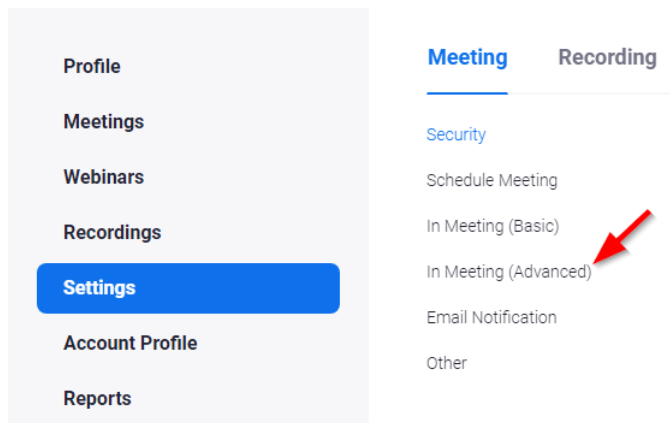 Profile
Meetings
Webinars
Recordings
Settings
Account Profile
Reports
Meeting
Recording
Security
Schedule Meeting
In Meeting (Basic)
In Meeting (Advanced)
Email Notification
Other